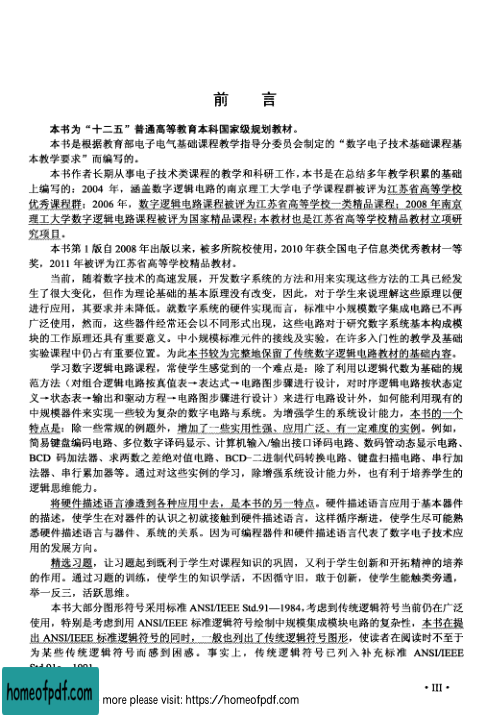 前 言
本书为“十二五”普通高等教育本科国家级规划教材。
本书是根据教育部电子电气基础课程教学指导分委员会制定的“数字电子技术基础课程基
本教学要求”而编写的。
本书作者长期从事电子技术类课程的教学和科研工作,本书是在总结多年教学积累的基础
上编写的：2004 年，涵盖数字逻辑电路的南京理工大学电子学课程群被评为江苏省高等学校
优秀课程群；2006 年，数字逻辑电路课程被评为江苏省高等学校一类精品课程；2008 年南京
理工大学数字逻辑电路课程被评为国家精品课程；本教材也是江苏省高等学校精品教材立项研
究项目。
本书第 1 版自 2008 年出版以来，被多所院校使用，2010 年获全国电子信息类优秀教材一等
奖，2011 年被评为江苏省高等学校精品教材。
当前，随着数字技术的高速发展，开发数字系统的方法和用来实现这些方法的工具已经发
生了很大变化，但作为理论基础的基本原理没有改变，因此，对于学生来说理解这些原理以便
进行应用，其要求并未降低。就数字系统的硬件实现而言，标准中小规模数字集成电路已不再
广泛使用，然而，这些器件经常还会以不同形式出现，这些电路对于研究数字系统基本构成模
块的工作原理还具有重要意义。中小规模标准元件的接线及实验，在许多入门性的教学及基础
实验课程中仍占有重要位置。为此本书较为完整地保留了传统数字逻辑电路教材的基础内容。
学习数字逻辑电路课程，常使学生感觉到的一个难点是：除了利用以逻辑代数为基础的规
范方法（对组合逻辑电路按真值表→表达式→电路图步骤进行设计，对时序逻辑电路按状态定
义→状态表→输出和驱动方程→电路图步骤进行设计）来进行电路设计外，如何能利用现有的
中规模器件来实现一些较为复杂的数字电路与系统。为增强学生的系统设计能力，本书的一个
特点是：除一些常规的例题外，增加了一些实用性强、应用广泛、有一定难度的实例。例如，
简易键盘编码电路、多位数字译码显示、计算机输入/输出接口译码电路、数码管动态显示电路、
BCD 码加法器、求两数之差绝对值电路、BCD-二进制代码转换电路、键盘扫描电路、串行加
法器、串行累加器等。通过对这些实例的学习，除增强系统设计能力外，也有利于培养学生的
逻辑思维能力。
将硬件描述语言渗透到各种应用中去，是本书的另一特点。硬件描述语言应用于基本器件
的描述，使学生在对器件的认识之初就接触到硬件描述语言，这样循序渐进，使学生尽可能熟
悉硬件描述语言与器件、系统的关系。因为可编程器件和硬件描述语言代表了数字电子技术应
用的发展方向。
精选习题，让习题起到既利于学生对课程知识的巩固，又利于学生创新和开拓精神的培养
的作用。通过习题的训练，使学生的知识学活，不因循守旧，敢于创新，使学生能触类旁通，
举一反三，活跃思维。
本书大部分图形符号采用标准 ANSI/IEEE Std.91—1984，考虑到传统逻辑符号当前仍在广泛
使用，特别是考虑到用 ANSI/IEEE 标准逻辑符号绘制中规模集成模块电路的复杂性，本书在提
出 ANSI/IEEE 标准逻辑符号的同时，一般也列出了传统逻辑符号图形，使读者在阅读时不至于
为某些传统逻辑符号而感到困惑。事实上，传统逻辑符号已列入补充标准 ANSI/IEEE
Std.91a—1991
· III ·
homeofpdf.com
more please visit: https://homeofpdf.com